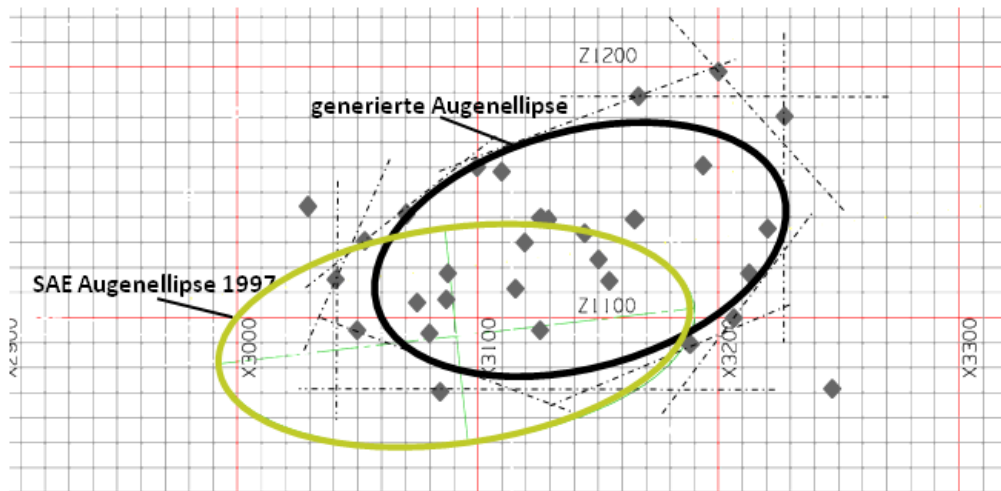 Z1200
generierte Augenellipse
SAE Augenellipse 1997
Z1100
X2900
X3000
X3100
X3200
X3300